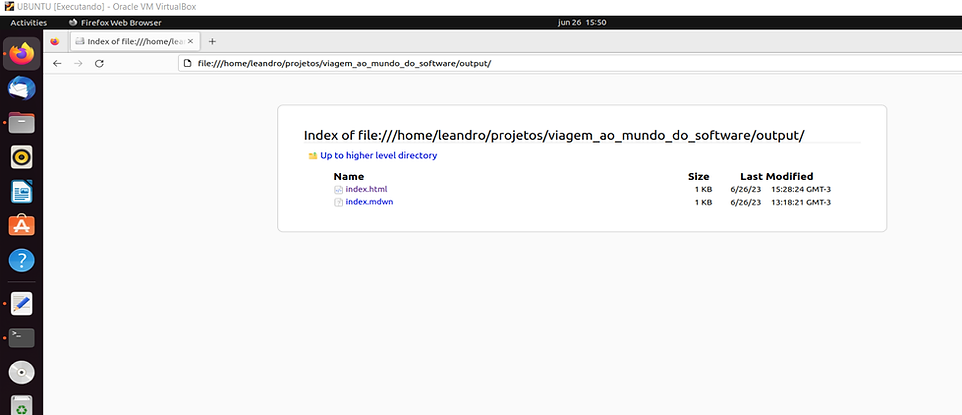 UBUNTU [Executando] - Oracle VM VirtualBox
Activities Firefox Web Browser jun 26 15:50
Index of file:///home/lea
file:///home/leandro/projetos/viagem_ao_mundo_do_software/output/
Index of file:///home/leandro/projetos/viagem_ao_mundo_do_software/output/
Up to higher level directory
Name Size Last Modified
index.html 1 KB 6/26/23 15:28:24 GMT-3
index.mdwn 1 KB 6/26/23 13:18:21 GMT-3